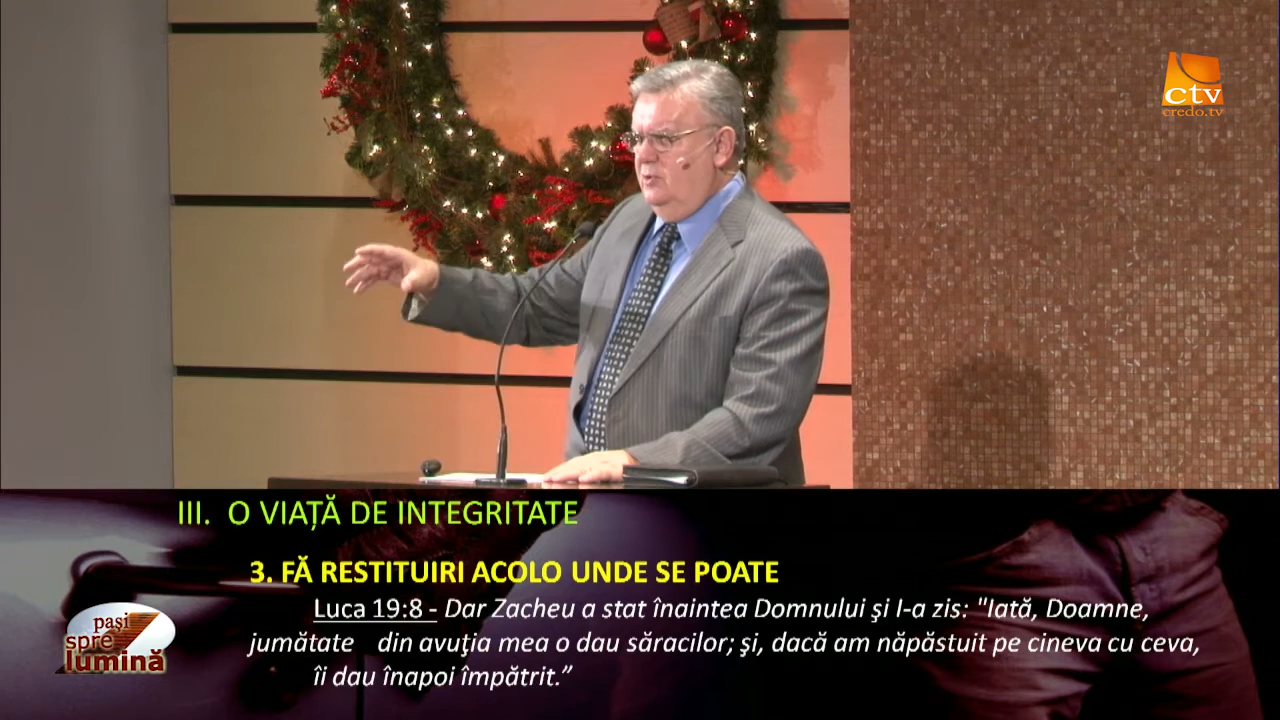 ctv
credo.tv
III. O VIAȚĂ DE INTEGRITATE
3. FĂ RESTITUIRI ACOLO UNDE SE POATE
Luca 19:8 - Dar Zacheu a stat înaintea Domnului şi I-a zis: "Iată, Doamne,
jumătate din avuţia mea o dau săracilor; şi, dacă am năpăstuit pe cineva cu ceva,
îi dau înapoi împătrit.”
paşi
spre
lumină